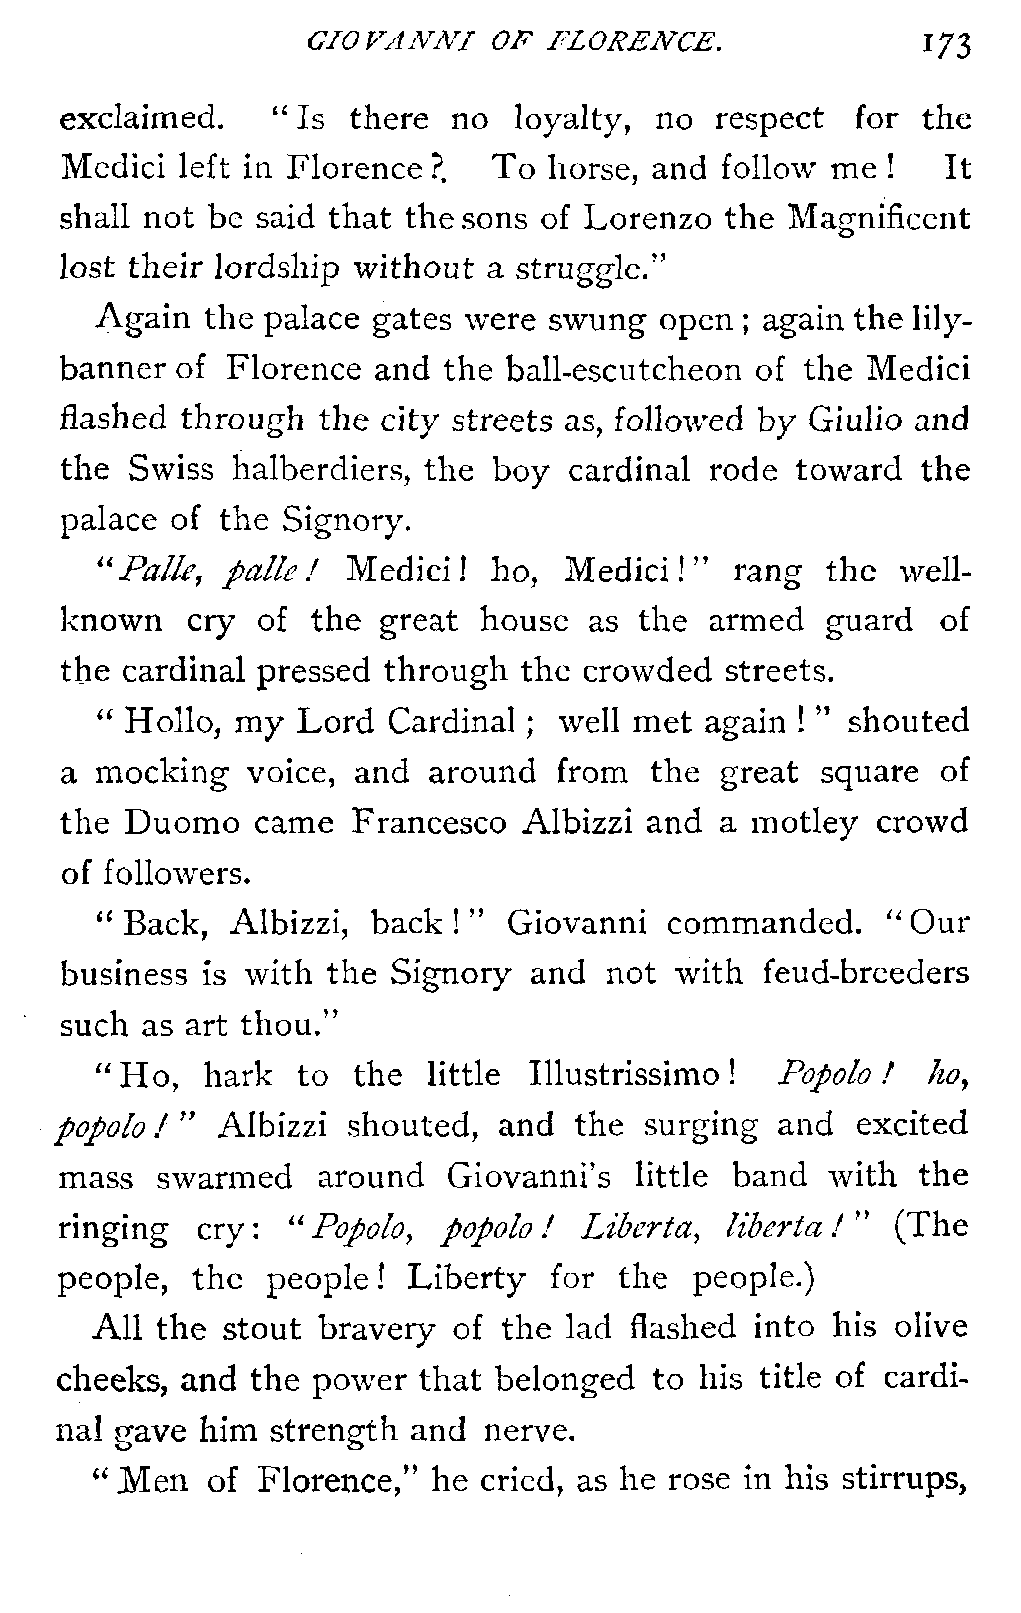 GIOVANNI OF FLORENCE. 173
exclaimed. "Is there no loyalty, no respect for the
Medici left in Florence? To horse, and follow me! It
shall not be said that the sons of Lorenzo the Magnificent
lost their lordship without a struggle."
Again the palace gates were swung open; again the lily-
banner of Florence and the ball-escutcheon of the Medici
flashed through the city streets as, followed by Giulio and
the Swiss halberdiers, the boy cardinal rode toward the
palace of the Signory.
"Palle, palle! Medici! ho, Medici!" rang the well-
known cry of the great house as the armed guard of
the cardinal pressed through the crowded streets.
"Hollo, my Lord Cardinal; well met again!" shouted
a mocking voice, and around from the great square of
the Duomo came Francesco Albizzi and a motley crowd
of followers.
"Back, Albizzi, back!" Giovanni commanded. "Our
business is with the Signory and not with feud-breeders
such as art thou."
"Ho, hark to the little Illustrissimo! Popolo! ho,
popolo!" Albizzi shouted, and the surging and excited
mass swarmed around Giovanni's little band with the
ringing cry: "Popolo, popolo! Liberta, liberta!" (The
people, the people! Liberty for the people.)
All the stout bravery of the lad flashed into his olive
cheeks, and the power that belonged to his title of cardi-
nal gave him strength and nerve.
"Men of Florence," he cried, as he rose in his stirrups,